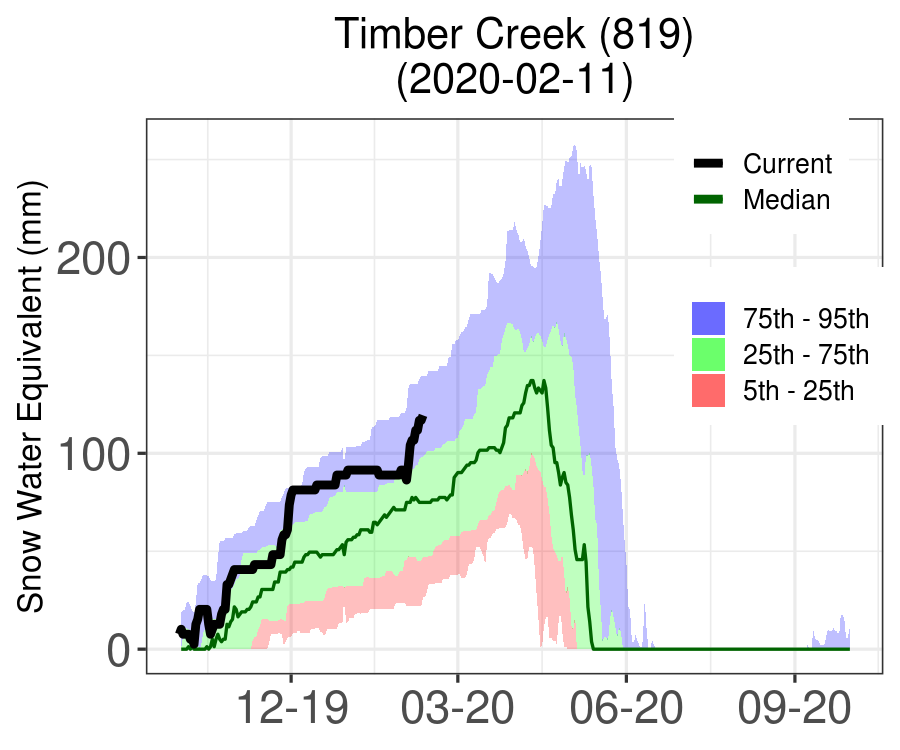 Timber Creek (819)
(2020-02-11)
Snow Water Equivalent (mm)
200
100
0
12-19
03-20
06-20
09-20
Current
Median
75th - 95th
25th - 75th
5th - 25th